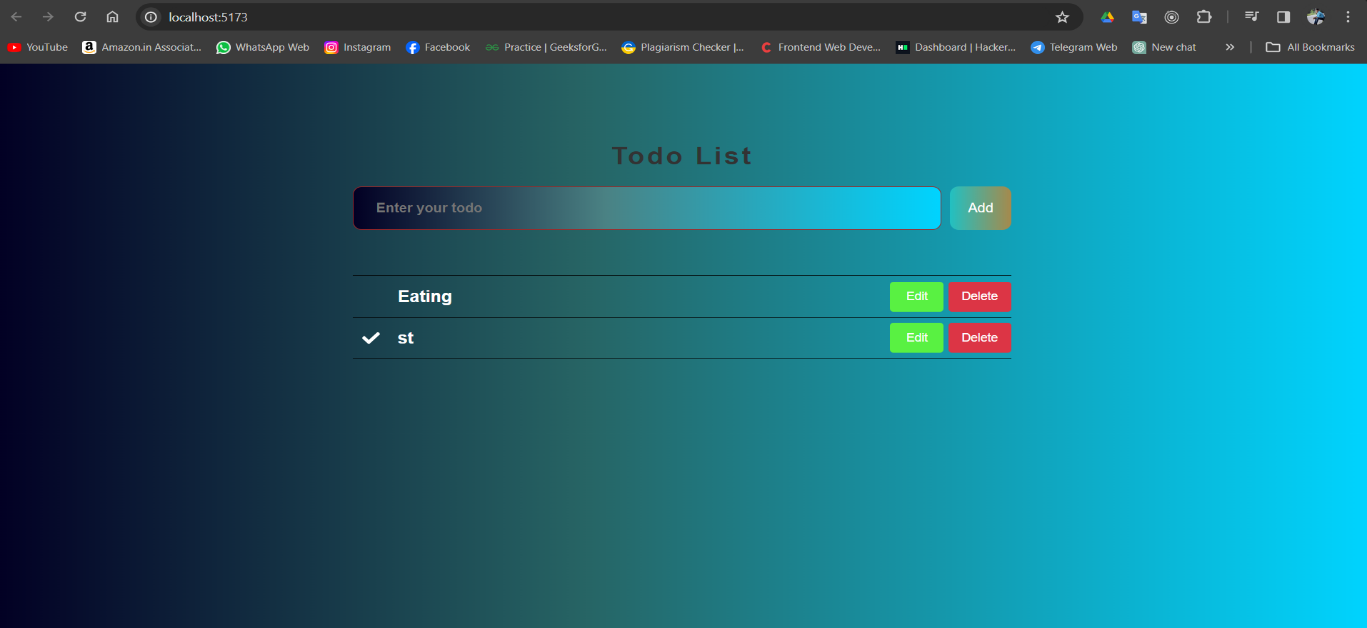 localhost:5173
YouTube Amazon.in Associat... WhatsApp Web Instagram Facebook Practice | GeeksforG... Plagiarism Checker |... Frontend Web Deve... Dashboard | Hacker... Telegram Web New chat » All Bookmarks
Todo List
Enter your todo Add
Eating Edit Delete
st Edit Delete